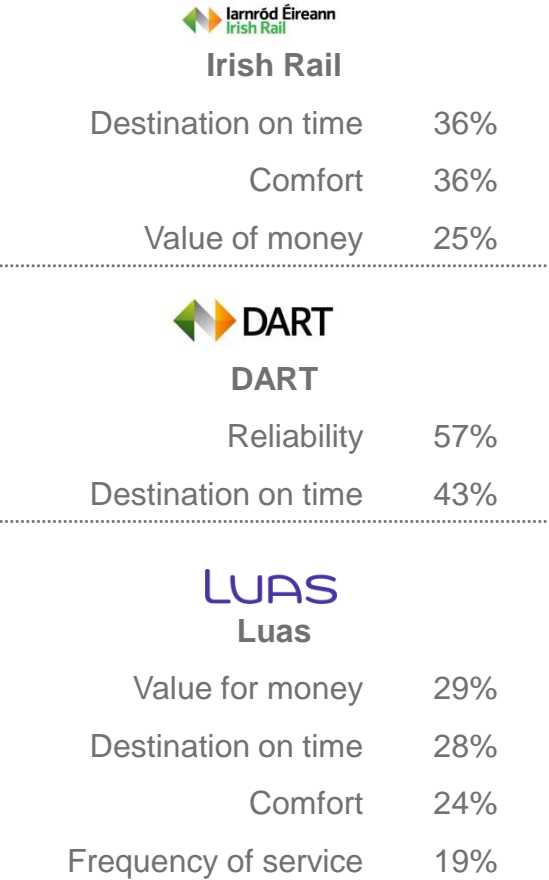 Iarnród Éireann
Irish Rail
Irish Rail
Destination on time 36%
Comfort 36%
Value of money 25%
DART
DART
Reliability 57%
Destination on time 43%
LUAS
Luas
Value for money 29%
Destination on time 28%
Comfort 24%
Frequency of service 19%